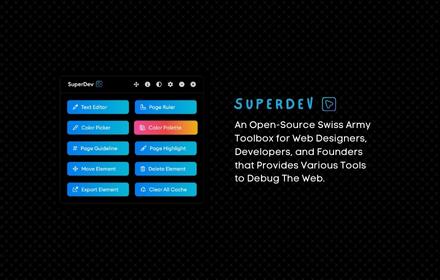 SuperDev
Text Editor
Page Ruler
Color Picker
Color Palette
Page Guideline
Page Highlight
Move Element
Delete Element
Export Element
Clear All Cache
SUPERDEV
An Open-Source Swiss Army
Toolbox for Web Designers,
Developers, and Founders
that Provides Various Tools
to Debug The Web.